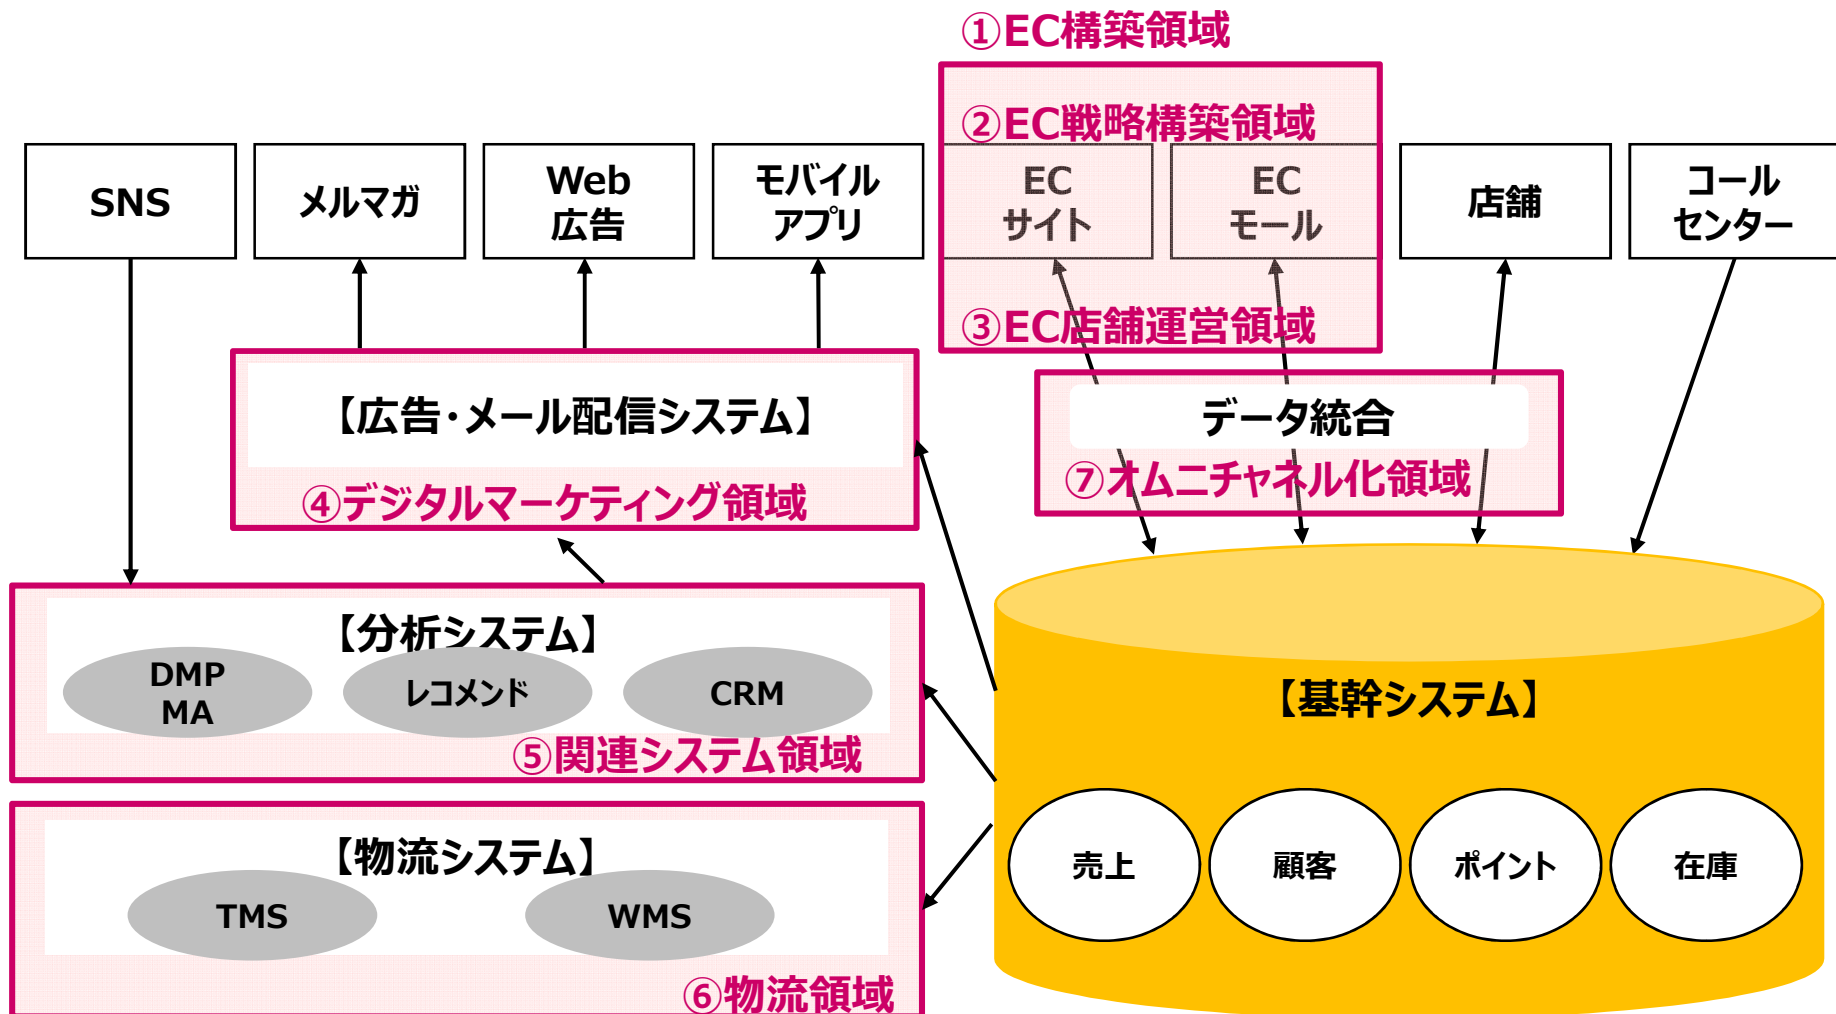 ①EC構築領域
②EC戦略構築領域
SNS
メルマガ
Web
広告
モバイル
アプリ
EC
サイト
EC
モール
店舗
コール
センター
③EC店舗運営領域
【広告・メール配信システム】
④デジタルマーケティング領域
データ統合
⑦オムニチャネル化領域
【分析システム】
DMP
MA
レコメンド
CRM
⑤関連システム領域
【基幹システム】
売上
顧客
ポイント
在庫
【物流システム】
TMS
WMS
⑥物流領域